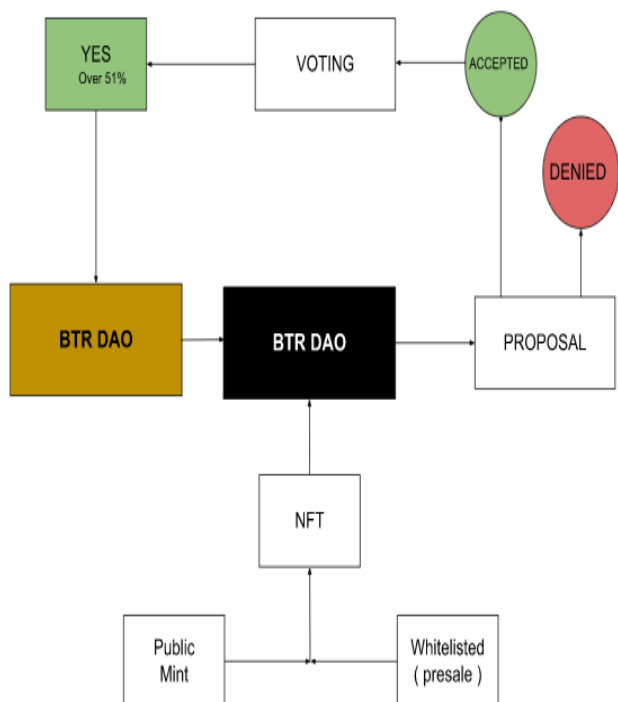 YES
Over 51%
VOTING
ACCEPTED
DENIED
BTR DAO
BTR DAO
PROPOSAL
NFT
Public
Mint
Whitelisted
( presale )